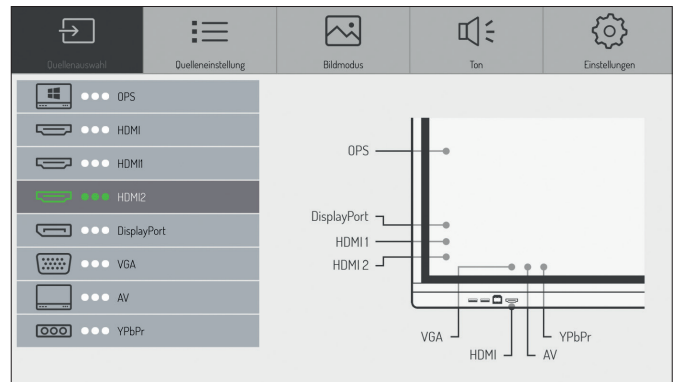 Quellenauswahl
Quelleneinstellung
Bildmodus
Ton
Einstellungen
OPS
HDMI
HDMI1
HDMI2
DisplayPort
VGA
AV
YPbPr
OPS
DisplayPort
HDMI 1
HDMI 2
VGA
HDMI
AV
YPbPr